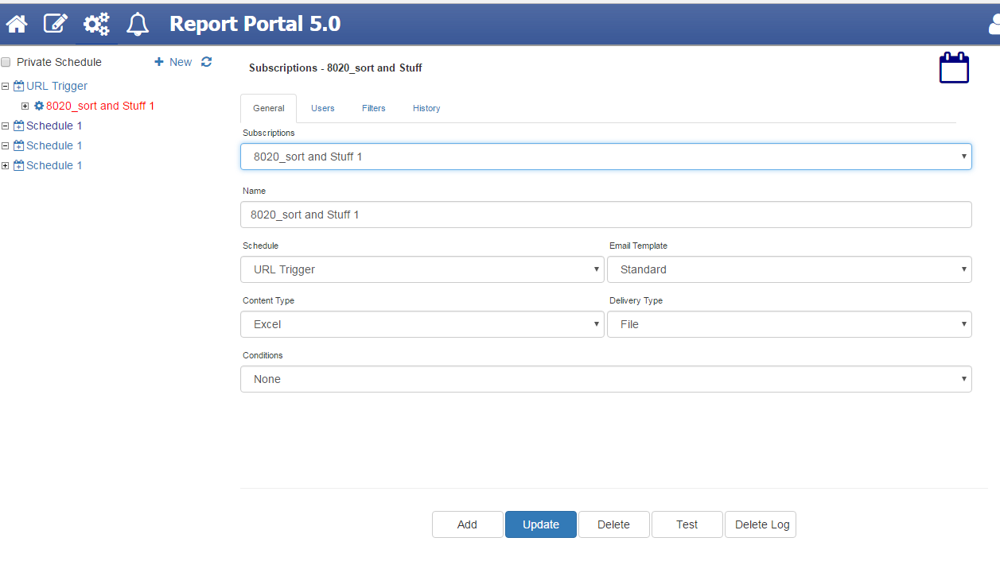 Report Portal 5.0
Private Schedule
New
URL Trigger
8020_sort and Stuff 1
Schedule 1
Schedule 1
Schedule 1
Subscriptions - 8020_sort and Stuff
General Users Filters History
Subscriptions
8020_sort and Stuff 1
Name
8020_sort and Stuff 1
Schedule Email Template
URL Trigger Standard
Content Type Delivery Type
Excel File
Conditions
None
Add Update Delete Test Delete Log